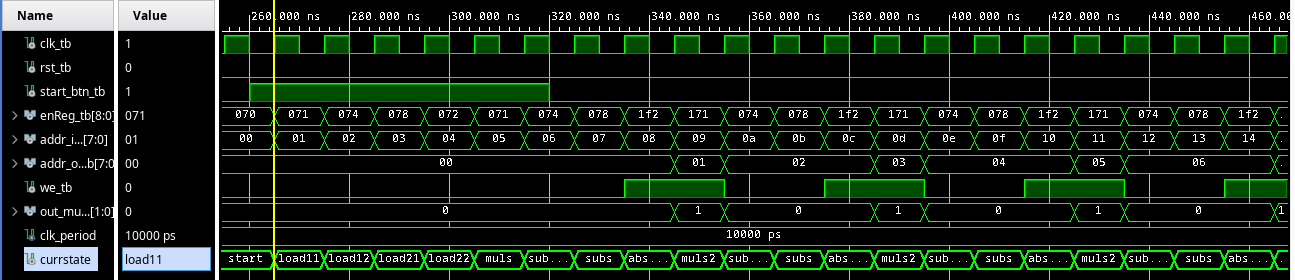 Name Value 260.000 ns 280.000 ns 300.000 ns 320.000 ns 340.000 ns 360.000 ns 380.000 ns 400.000 ns 420.000 ns 440.000 ns 460.0
clk_tb 1
rst_tb 0
start_btn_tb 1
enReg_tb[8:0] 071 070 071 074 078 072 071 074 078 1f2 171 074 078 1f2 171 074 078 1f2 171 074 078 1f2
addr_i...[7:0] 01 00 01 02 03 04 05 06 07 08 09 0a 0b 0c 0d 0e 0f 10 11 12 13 14
addr_o...b[7:0 00 00 01 02 03 04 05 06
we_tb 0
out_mu...[1:0] 0 0 1 0 1 0 1 0 1
clk_period 10000 ps 10000 ps
currstate load11 start load11 load12 load21 load22 muls sub... subs abs... muls2 sub... subs abs... muls2 sub... subs abs... muls2 sub... subs abs...